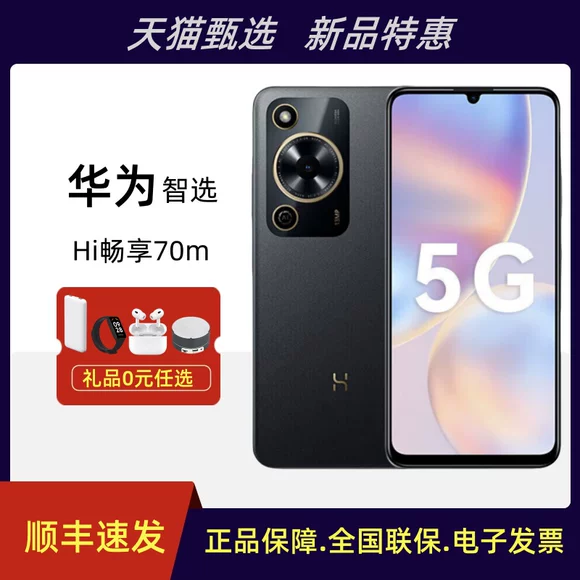 天猫甄选 新品特惠
华为智选
Hi畅享70m
礼品0元任选
AI
13MP
5G
H
顺丰速发
正品保障.全国联保.电子发票